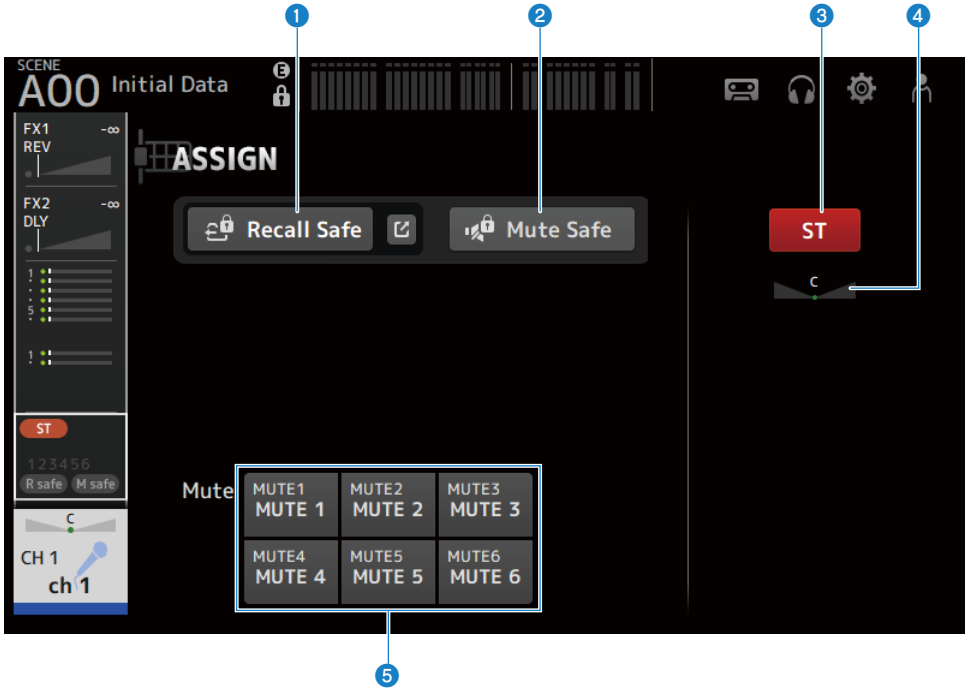 1 2 3 4
SCENE
A00 Initial Data
E
FX1 -∞
REV
ASSIGN
FX2 -∞
DLY
Recall Safe
Mute Safe
ST
C
1
5
1
ST
123456
R safe M safe
Mute
MUTE1 MUTE2 MUTE3
MUTE 1 MUTE 2 MUTE 3
MUTE4 MUTE5 MUTE6
MUTE 4 MUTE 5 MUTE 6
C
CH 1
ch 1
5